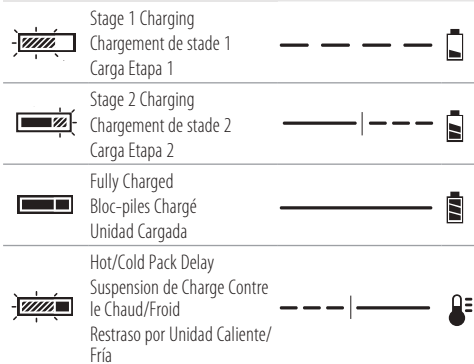 Stage 1 Charging
Chargement de stade 1
Carga Etapa 1
Stage 2 Charging
Chargement de stade 2
Carga Etapa 2
Fully Charged
Bloc-piles Chargé
Unidad Cargada
Hot/Cold Pack Delay
Suspension de Charge Contre
le Chaud/Froid
Restraso por Unidad Caliente/
Fría